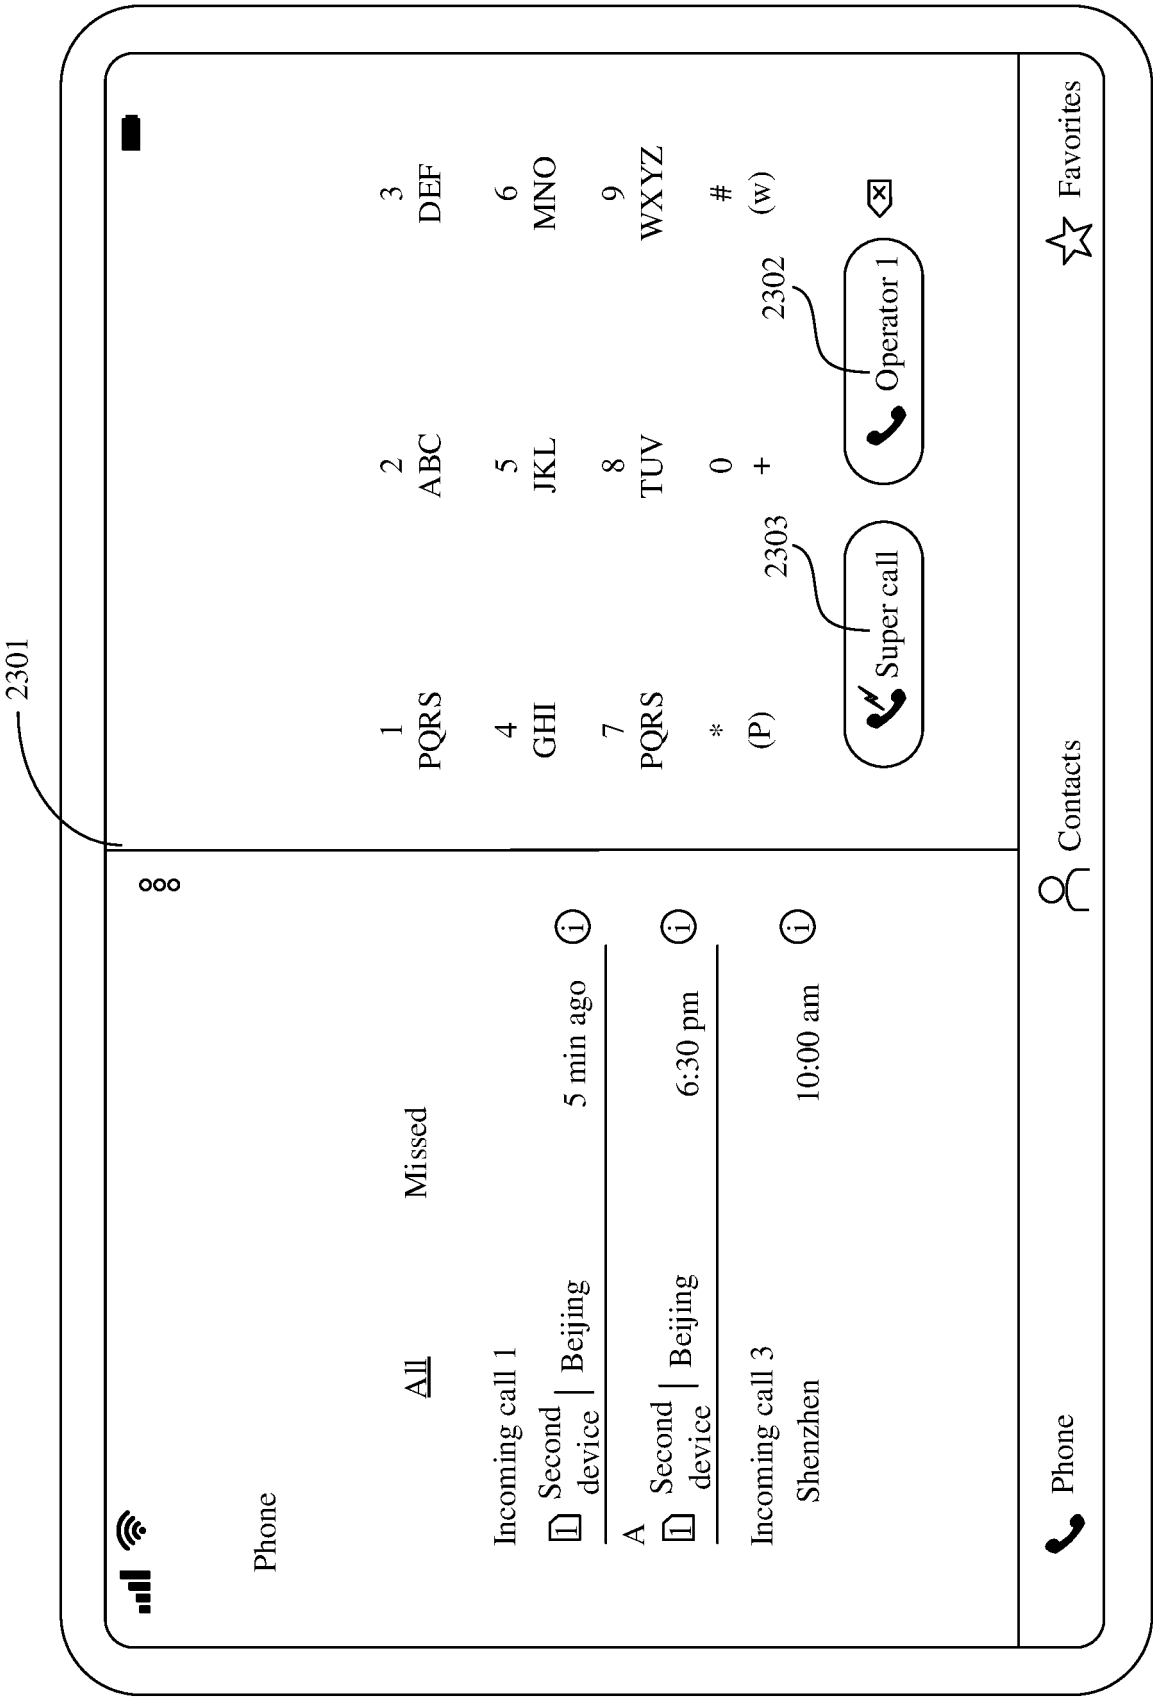 2301
Phone
All Missed
Incoming call 1
1 Second device | Beijing 5 min ago i
A
1 Second device | Beijing 6:30 pm i
Incoming call 3
Shenzhen 10:00 am i
1 2 3
PQRS ABC DEF
4 5 6
GHI JKL MNO
7 8 9
PQRS TUV WXYZ
* 0 #
(P) + (w)
2303 2302
Super call Operator 1
Phone Contacts Favorites